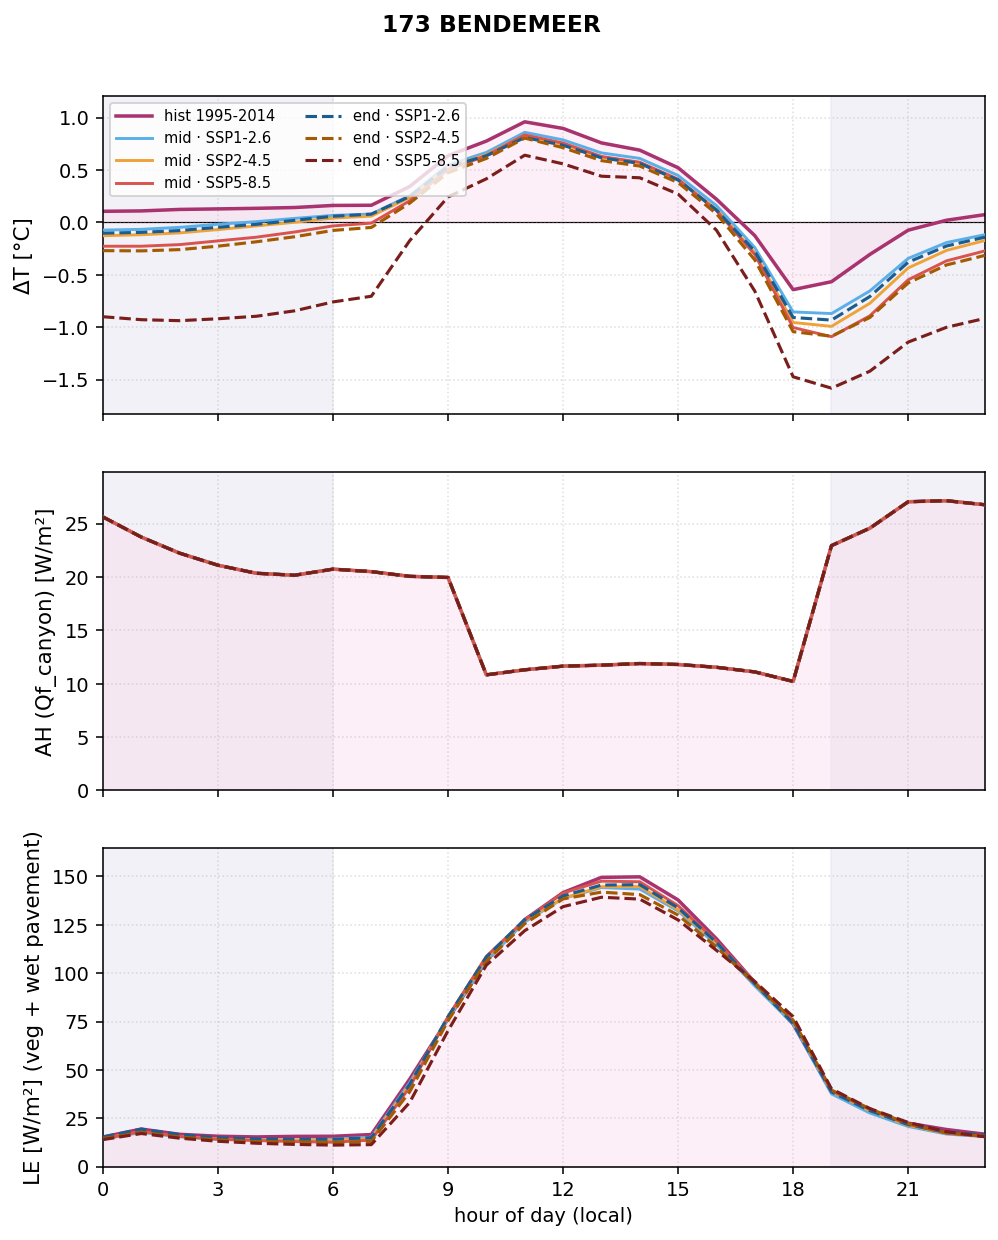 173 BENDEMEER
hist 1995-2014
mid · SSP1-2.6
mid · SSP2-4.5
mid · SSP5-8.5
end · SSP1-2.6
end · SSP2-4.5
end · SSP5-8.5
ΔT [°C]
1.0
0.5
0.0
−0.5
−1.0
−1.5
AH (Qf_canyon) [W/m²]
25
20
15
10
5
0
LE [W/m²] (veg + wet pavement)
150
125
100
75
50
25
0
0 3 6 9 12 15 18 21
hour of day (local)